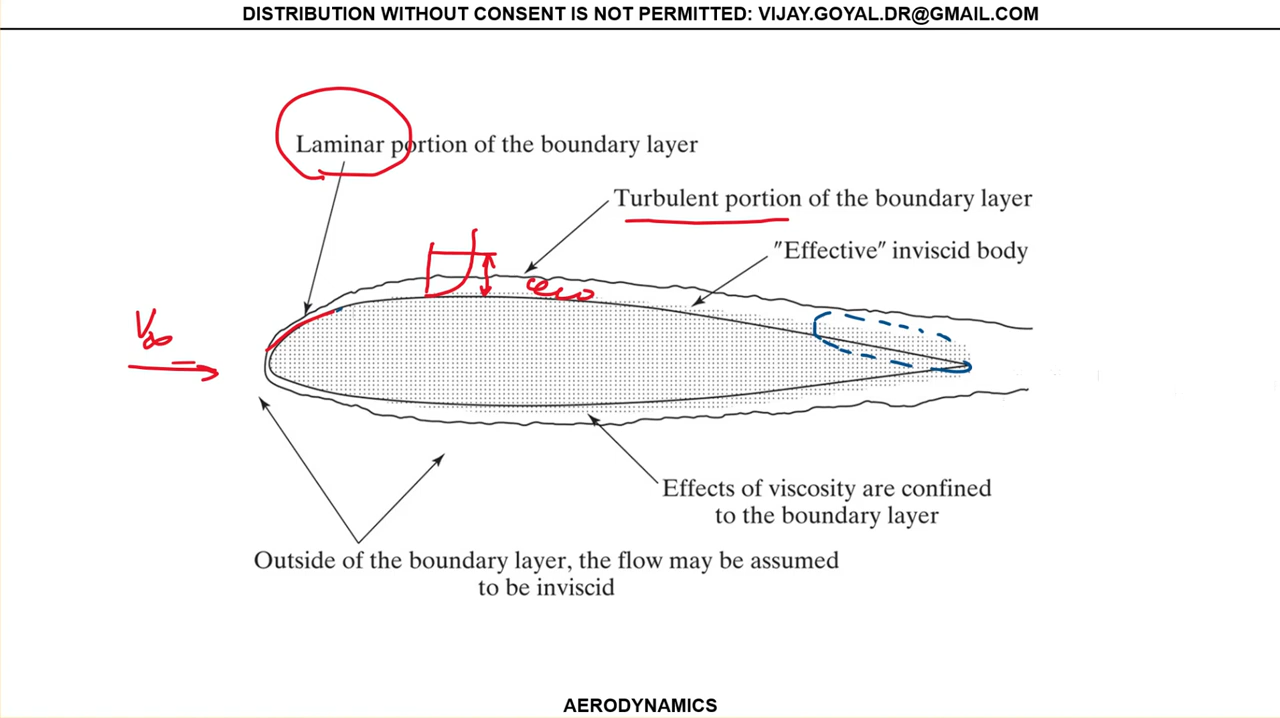 DISTRIBUTION WITHOUT CONSENT IS NOT PERMITTED: VIJAY.GOYAL.DR@GMAIL.COM
Laminar portion of the boundary layer
Turbulent portion of the boundary layer
"Effective" inviscid body
V∞
Effects of viscosity are confined
to the boundary layer
Outside of the boundary layer, the flow may be assumed
to be inviscid
AERODYNAMICS